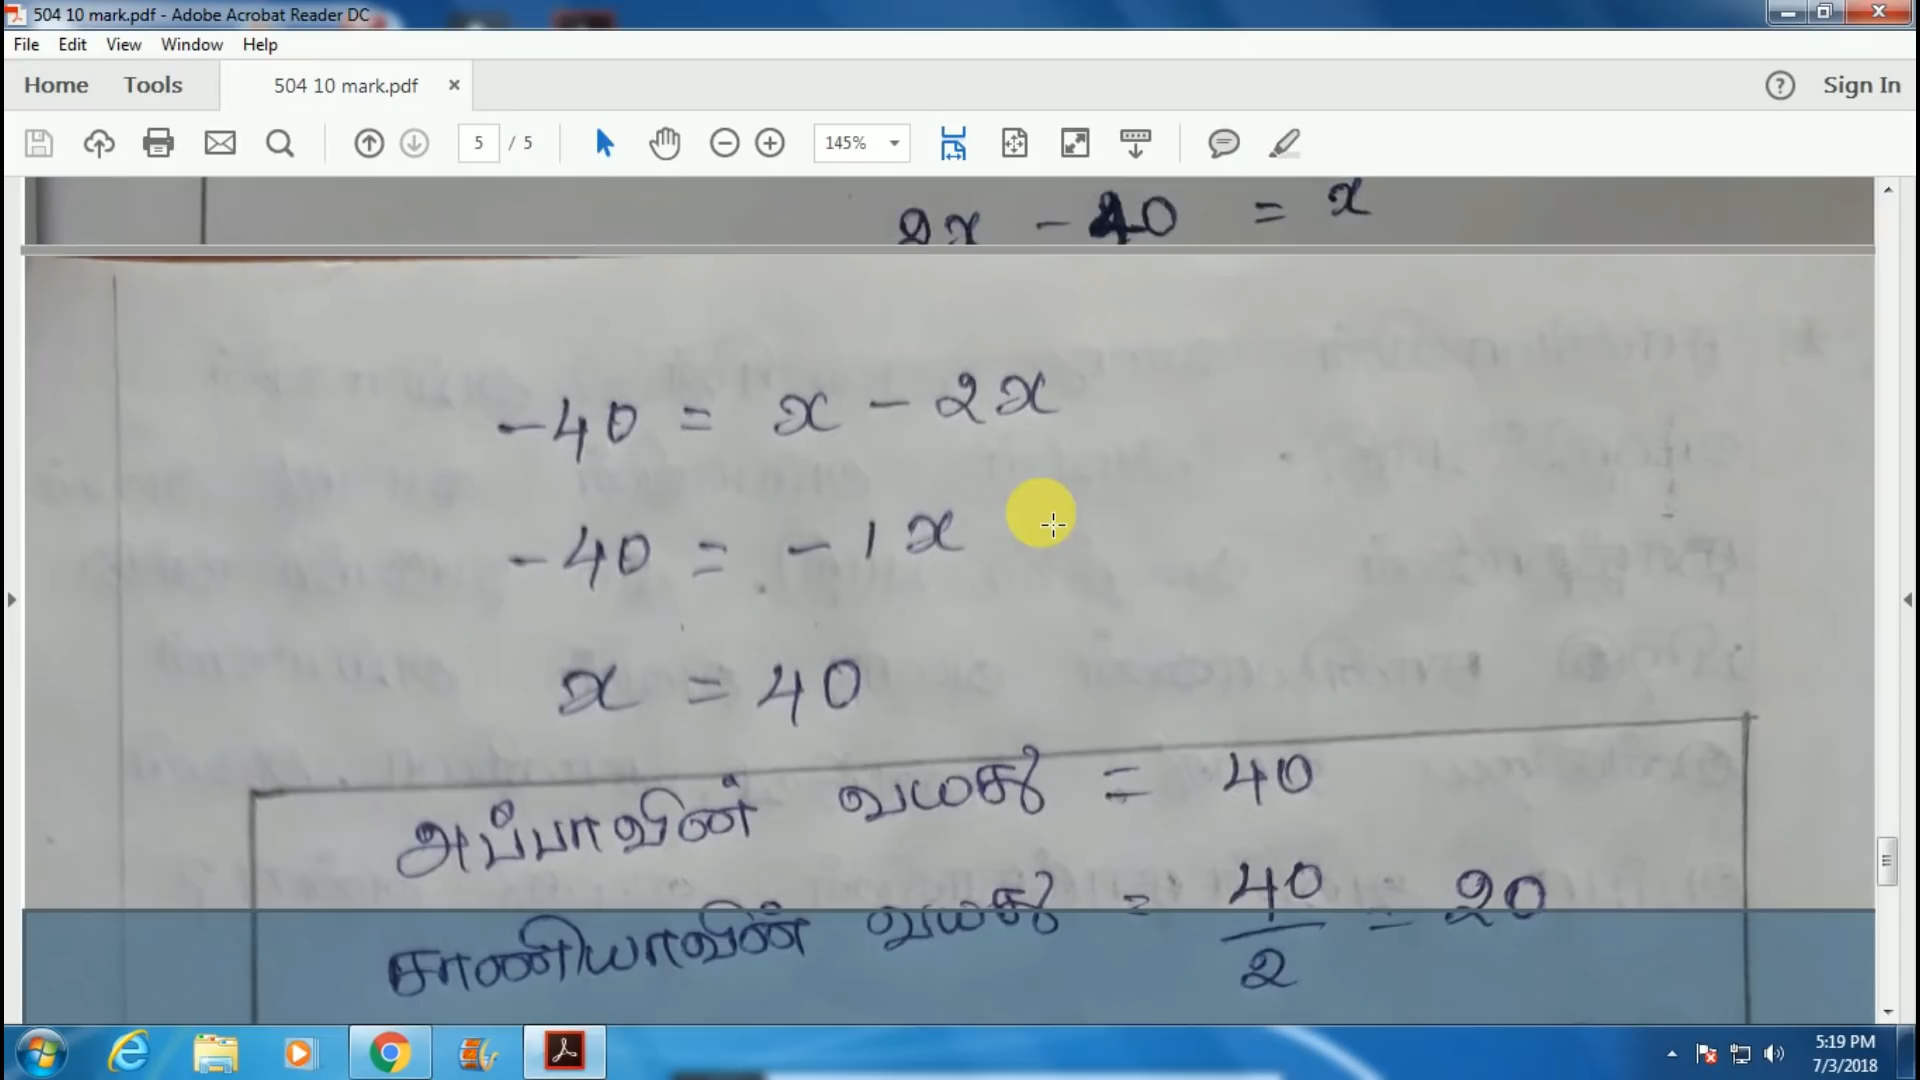 504 10 mark.pdf - Adobe Acrobat Reader DC
File Edit View Window Help
Home Tools 504 10 mark.pdf × Sign In
5 / 5 145%
2x - 40 = x
-40 = x - 2x
-40 = -1x
x = 40
அப்பாவின் வயது = 40
சாணியாவின் வயது = 40/2 = 20
5:19 PM
7/3/2018